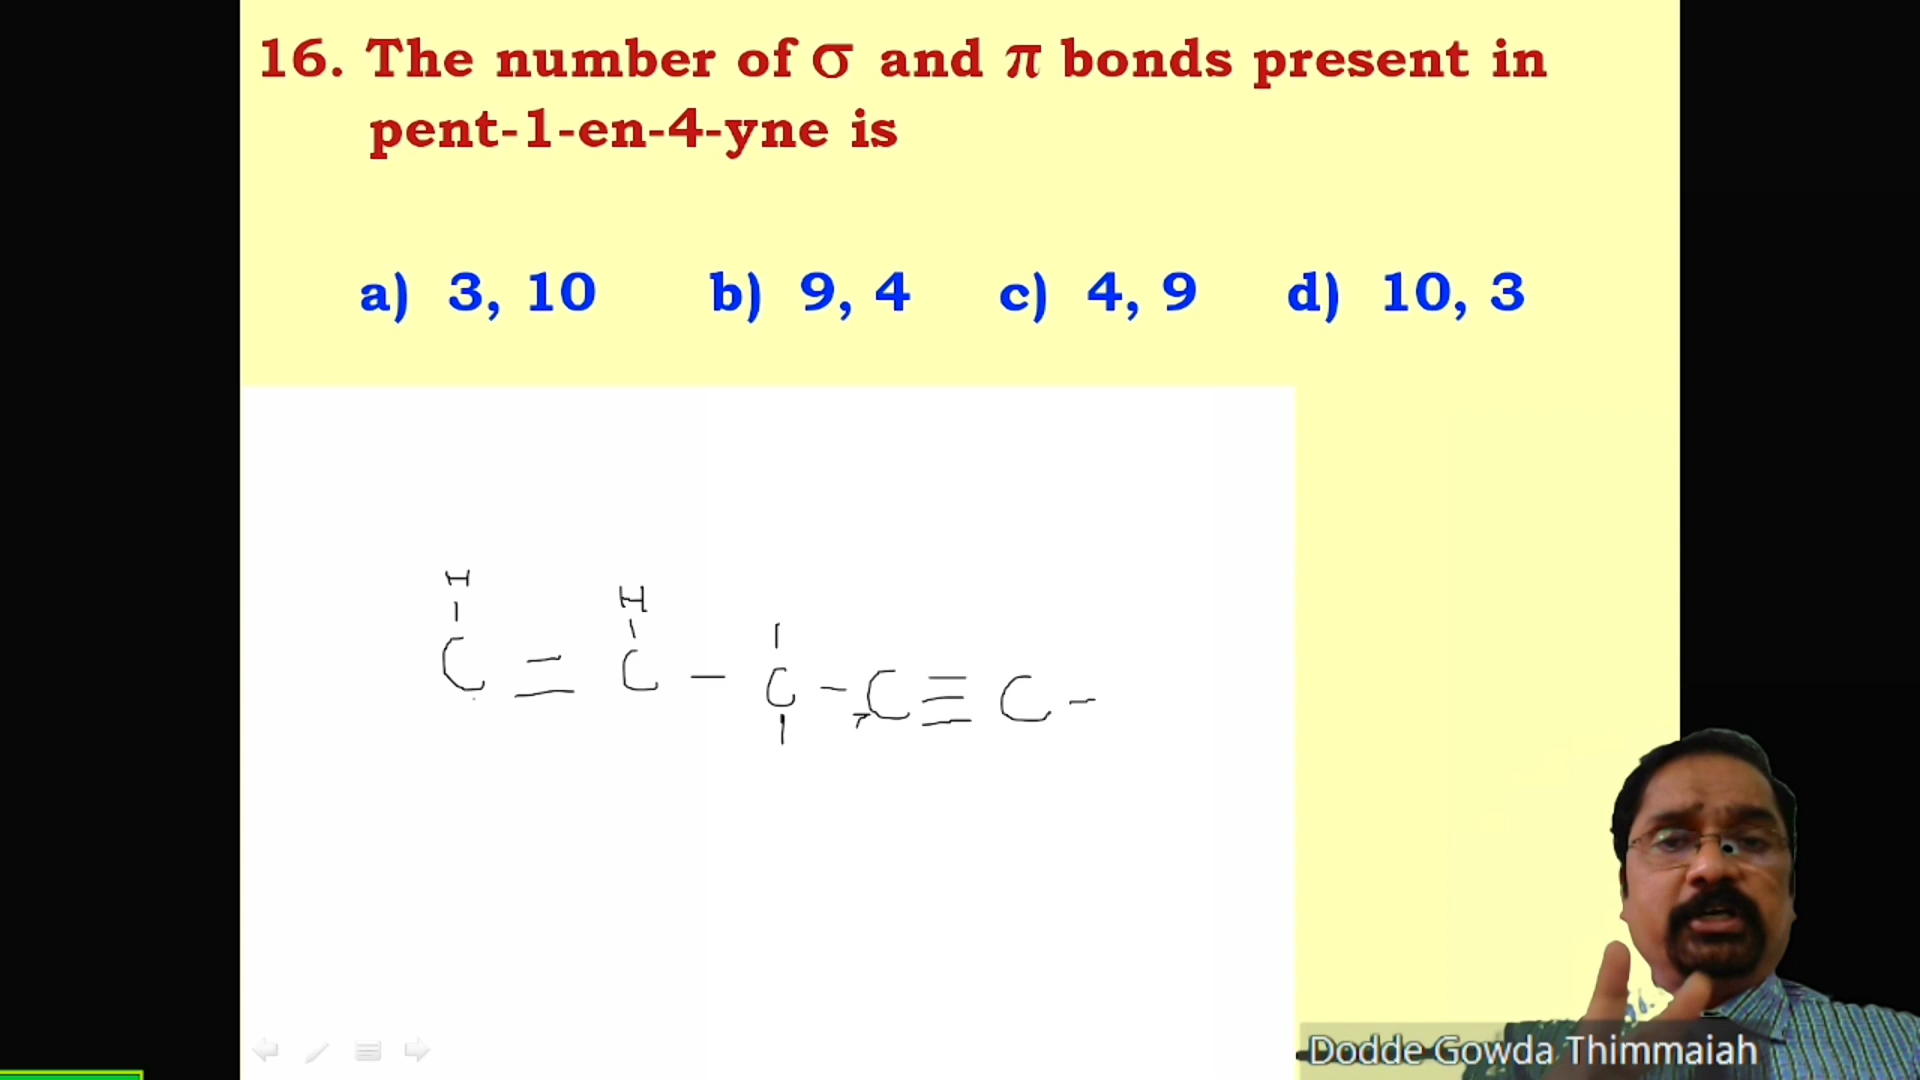 16. The number of σ and π bonds present in
pent-1-en-4-yne is
a) 3, 10 b) 9, 4 c) 4, 9 d) 10, 3
H
H
C = C - C - C ≡ C -
Dodde Gowda Thimmaiah